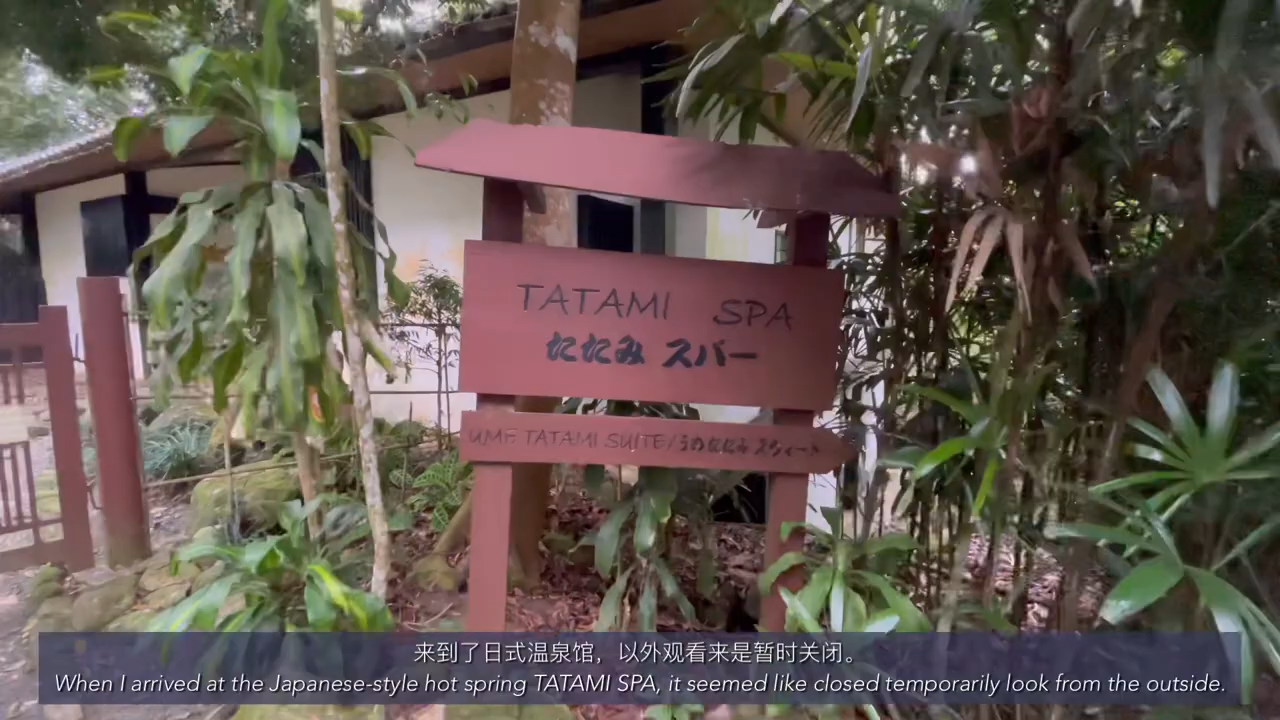 TATAMI SPA
たたみ スパー
UME TATAMI SUITE/うめたたみ スウィート
来到了日式温泉馆，以外观看来是暂时关闭。
When I arrived at the Japanese-style hot spring TATAMI SPA, it seemed like closed temporarily look from the outside.